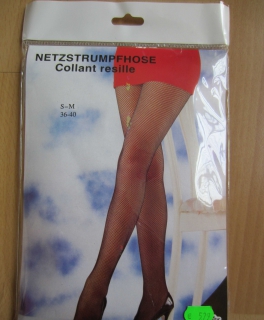 NETZSTRUMPFHOSE
Collant resille
S-M
36-40